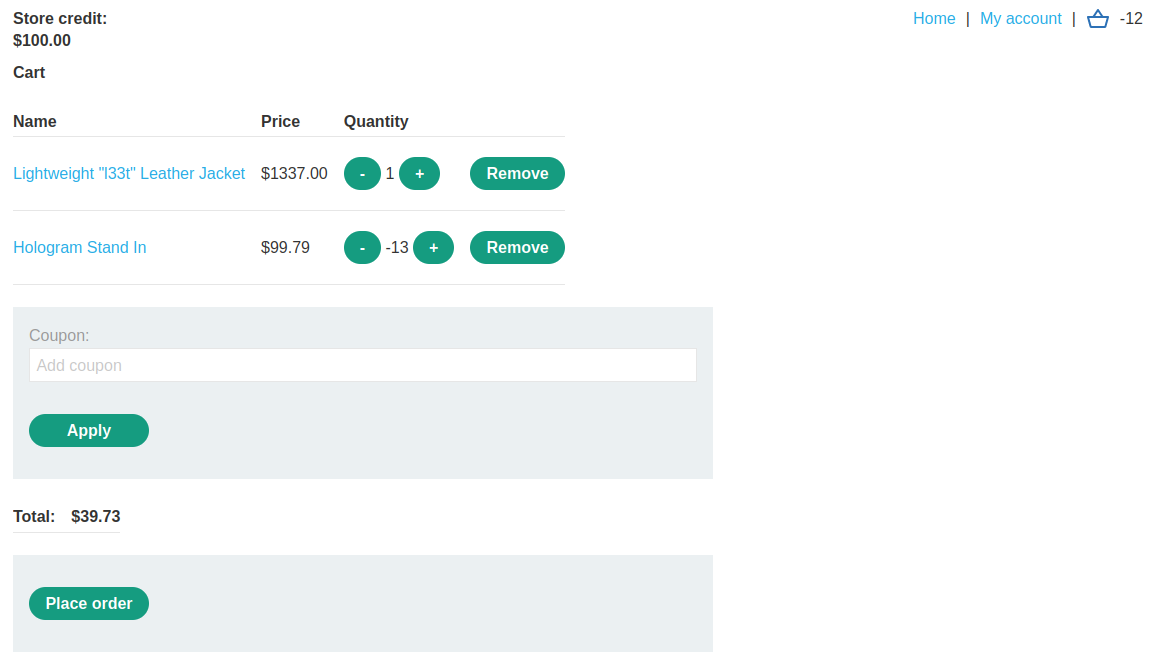 Store credit:
$100.00
Home | My account | -12
Cart
Name Price Quantity
Lightweight "l33t" Leather Jacket $1337.00 - 1 + Remove
Hologram Stand In $99.79 - -13 + Remove
Coupon:
Add coupon
Apply
Total: $39.73
Place order